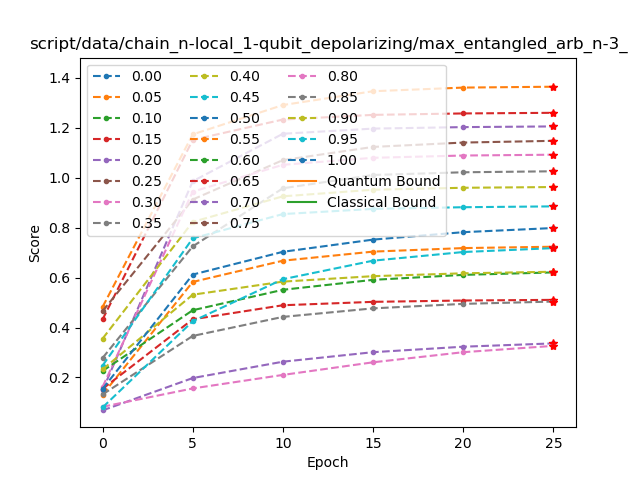 script/data/chain_n-local_1-qubit_depolarizing/max_entangled_arb_n-3_
Score
1.4
1.2
1.0
0.8
0.6
0.4
0.2
0.00 0.40 0.80
0.05 0.45 0.85
0.10 0.50 0.90
0.15 0.55 0.95
0.20 0.60 1.00
0.25 0.65 Quantum Bound
0.30 0.70 Classical Bound
0.35 0.75
0 5 10 15 20 25
Epoch